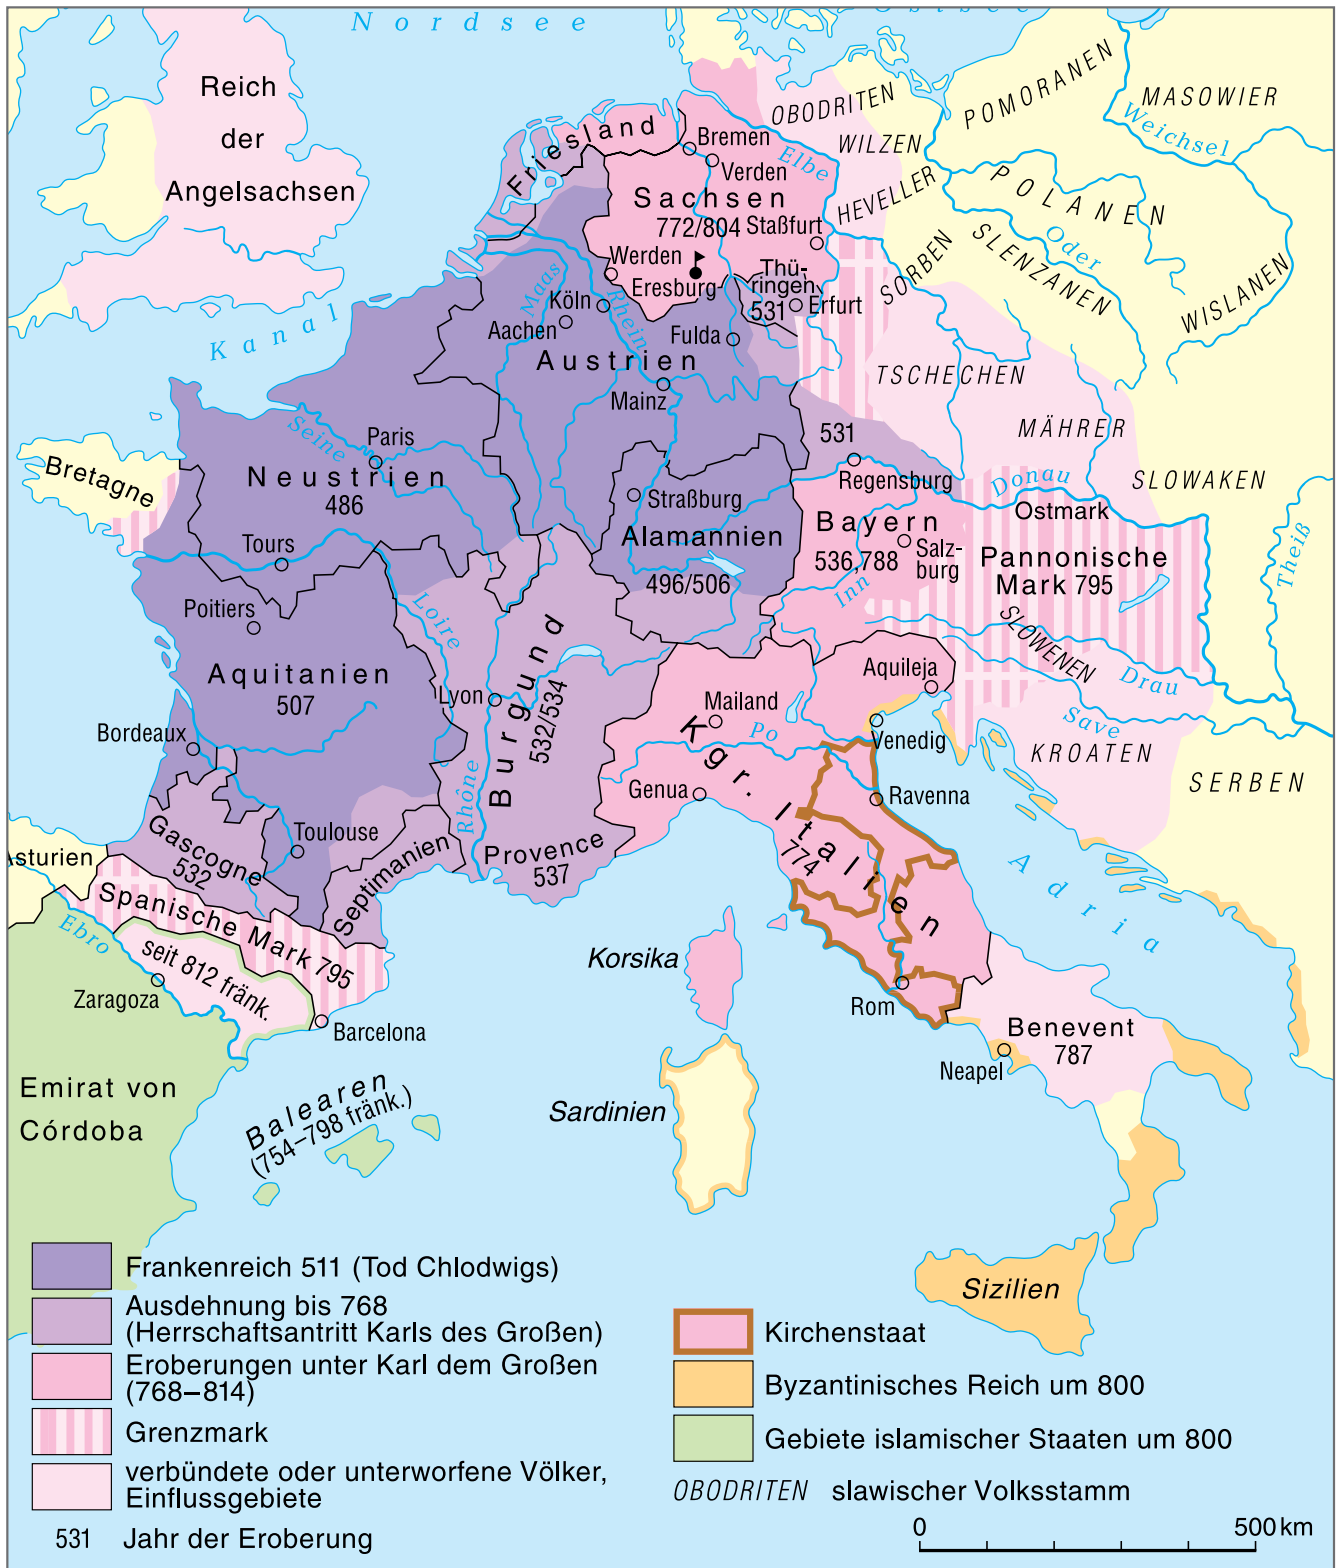 Nordsee
Ostsee
Reich
der
Angelsachsen
Kanal
Friesland
Bremen
Verden
Elbe
Sachsen
772/804
Staßfurt
Werden
Eresburg
Thü-
ringen
531
Erfurt
Maas
Köln
Rhein
Aachen
Fulda
Austrien
Mainz
OBODRITEN
WILZEN
HEVELLER
SORBEN
POMORANEN
MASOWIER
Weichsel
POLANEN
Oder
SLENZANEN
WISLANEN
TSCHECHEN
MÄHRER
SLOWAKEN
Theiß
Bretagne
Seine
Paris
Neustrien
486
Tours
Straßburg
Alamannien
496/506
531
Regensburg
Bayern
536,788
Salz-
burg
Inn
Donau
Ostmark
Pannonische
Mark 795
SLOWENEN
Drau
Save
KROATEN
SERBEN
Poitiers
Loire
Aquitanien
507
Lyon
Burgund
532/534
Rhône
Bordeaux
Gascogne
532
Toulouse
Septimanien
Provence
537
Aquileja
Mailand
Po
Venedig
Genua
Ravenna
Kgr. Italien
774
Adria
Asturien
Spanische Mark 795
Ebro
seit 812 fränk.
Zaragoza
Barcelona
Korsika
Rom
Benevent
787
Neapel
Emirat von
Córdoba
Balearen
(754–798 fränk.)
Sardinien
Sizilien
Frankenreich 511 (Tod Chlodwigs)
Ausdehnung bis 768
(Herrschaftsantritt Karls des Großen)
Eroberungen unter Karl dem Großen
(768–814)
Grenzmark
verbündete oder unterworfene Völker,
Einflussgebiete
531 Jahr der Eroberung
Kirchenstaat
Byzantinisches Reich um 800
Gebiete islamischer Staaten um 800
OBODRITEN slawischer Volksstamm
0 500 km